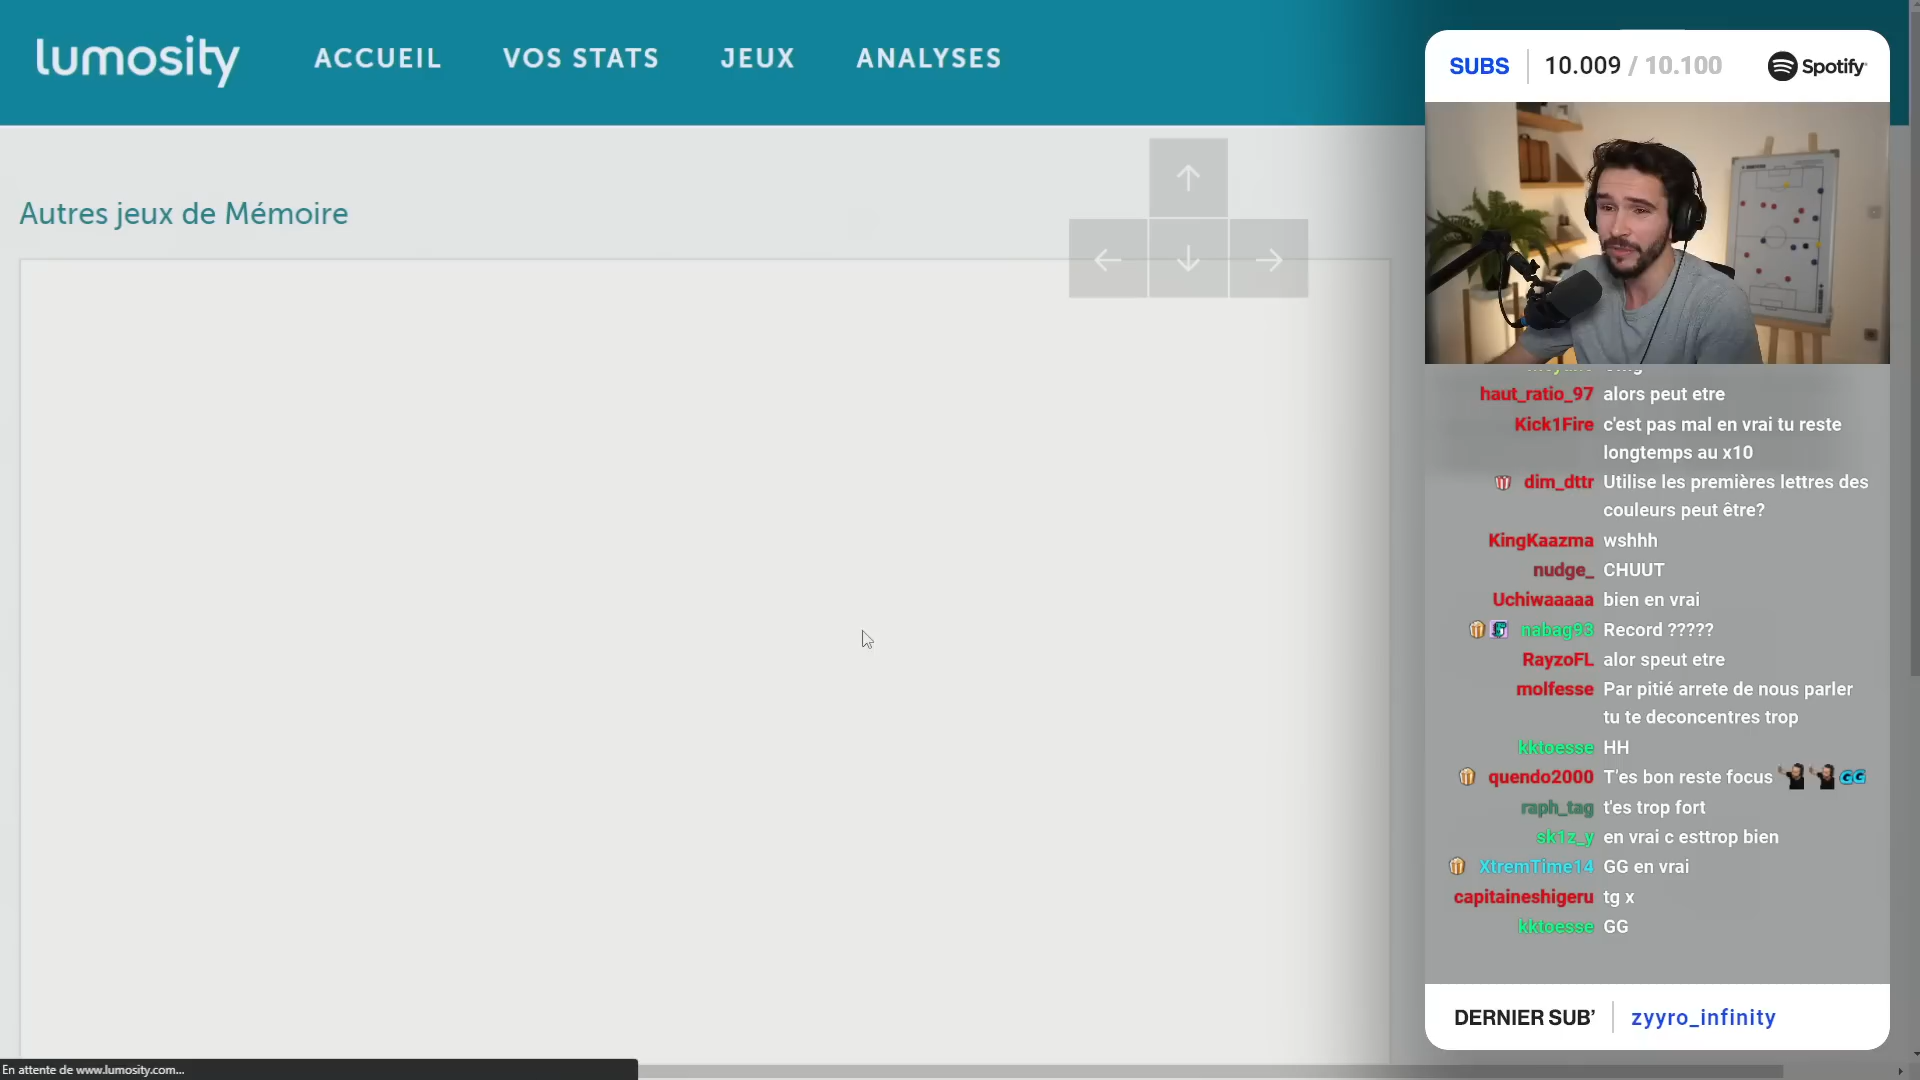 lumosity ACCUEIL VOS STATS JEUX ANALYSES
SUBS 10.009 / 10.100 Spotify
Autres jeux de Mémoire
haut_ratio_97 alors peut etre
Kick1Fire c'est pas mal en vrai tu reste
longtemps au x10
dim_dttr Utilise les premières lettres des
couleurs peut être?
KingKaazma wshhh
nudge_ CHUUT
Uchiwaaaaa bien en vrai
nabag93 Record ?????
RayzoFL alor speut etre
molfesse Par pitié arrete de nous parler
tu te deconcentres trop
kktoesse HH
quendo2000 T'es bon reste focus GG
raph_tag t'es trop fort
sk1z_y en vrai c esttrop bien
XtremTime14 GG en vrai
capitaineshigeru tg x
kktoesse GG
DERNIER SUB' zyyro_infinity
En attente de www.lumosity.com...